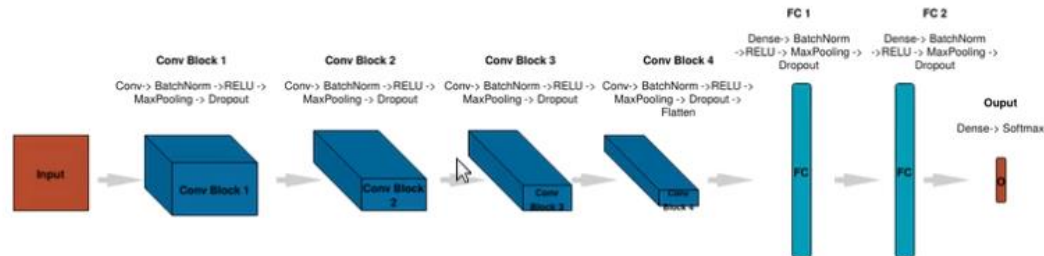 FC 1
Dense-> BatchNorm
->RELU -> MaxPooling ->
Dropout
FC 2
Dense-> BatchNorm
->RELU -> MaxPooling ->
Dropout
Conv Block 1
Conv-> BatchNorm ->RELU ->
MaxPooling -> Dropout
Conv Block 2
Conv-> BatchNorm ->RELU ->
MaxPooling -> Dropout
Conv Block 3
Conv-> BatchNorm ->RELU ->
MaxPooling -> Dropout
Conv Block 4
Conv-> BatchNorm ->RELU ->
MaxPooling -> Dropout ->
Flatten
Ouput
Dense-> Softmax
Input
Conv Block 1
Conv Block
2
Conv
Block 3
Conv
Block 4
FC
FC
O